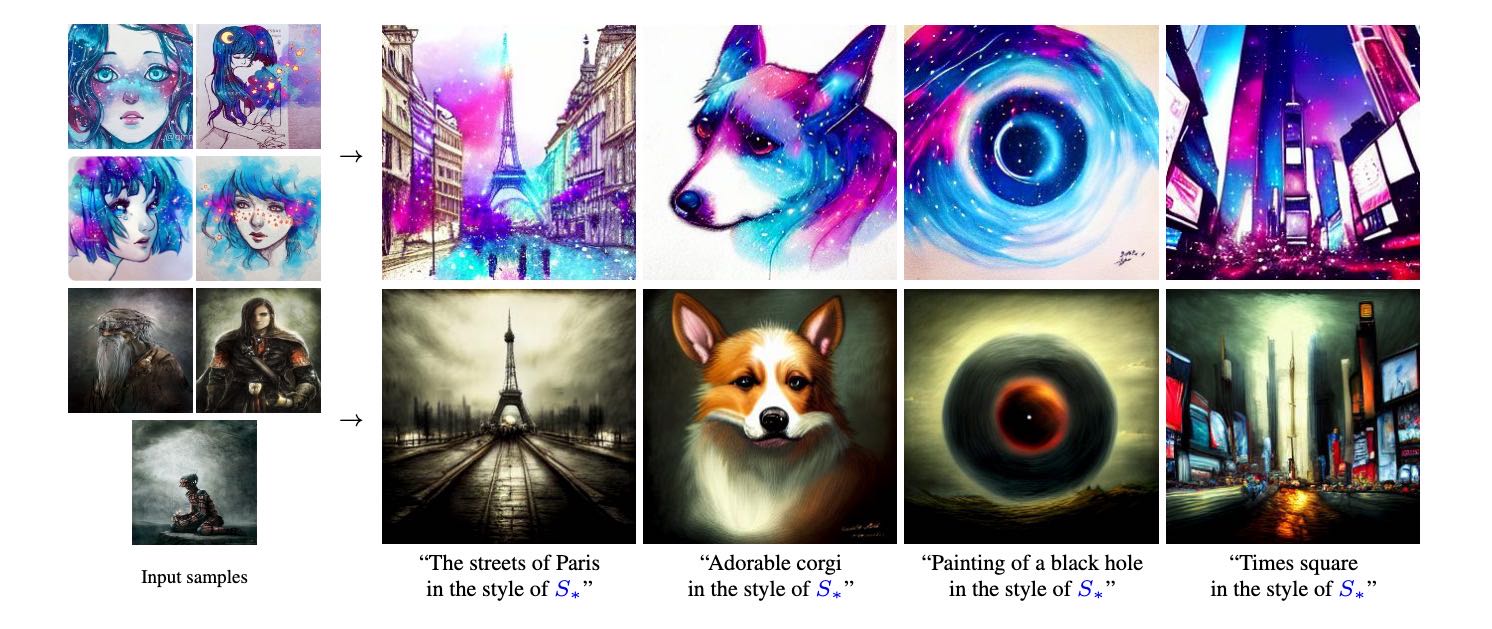 Input samples
“The streets of Paris
in the style of S*”
“Adorable corgi
in the style of S*”
“Painting of a black hole
in the style of S*”
“Times square
in the style of S*”